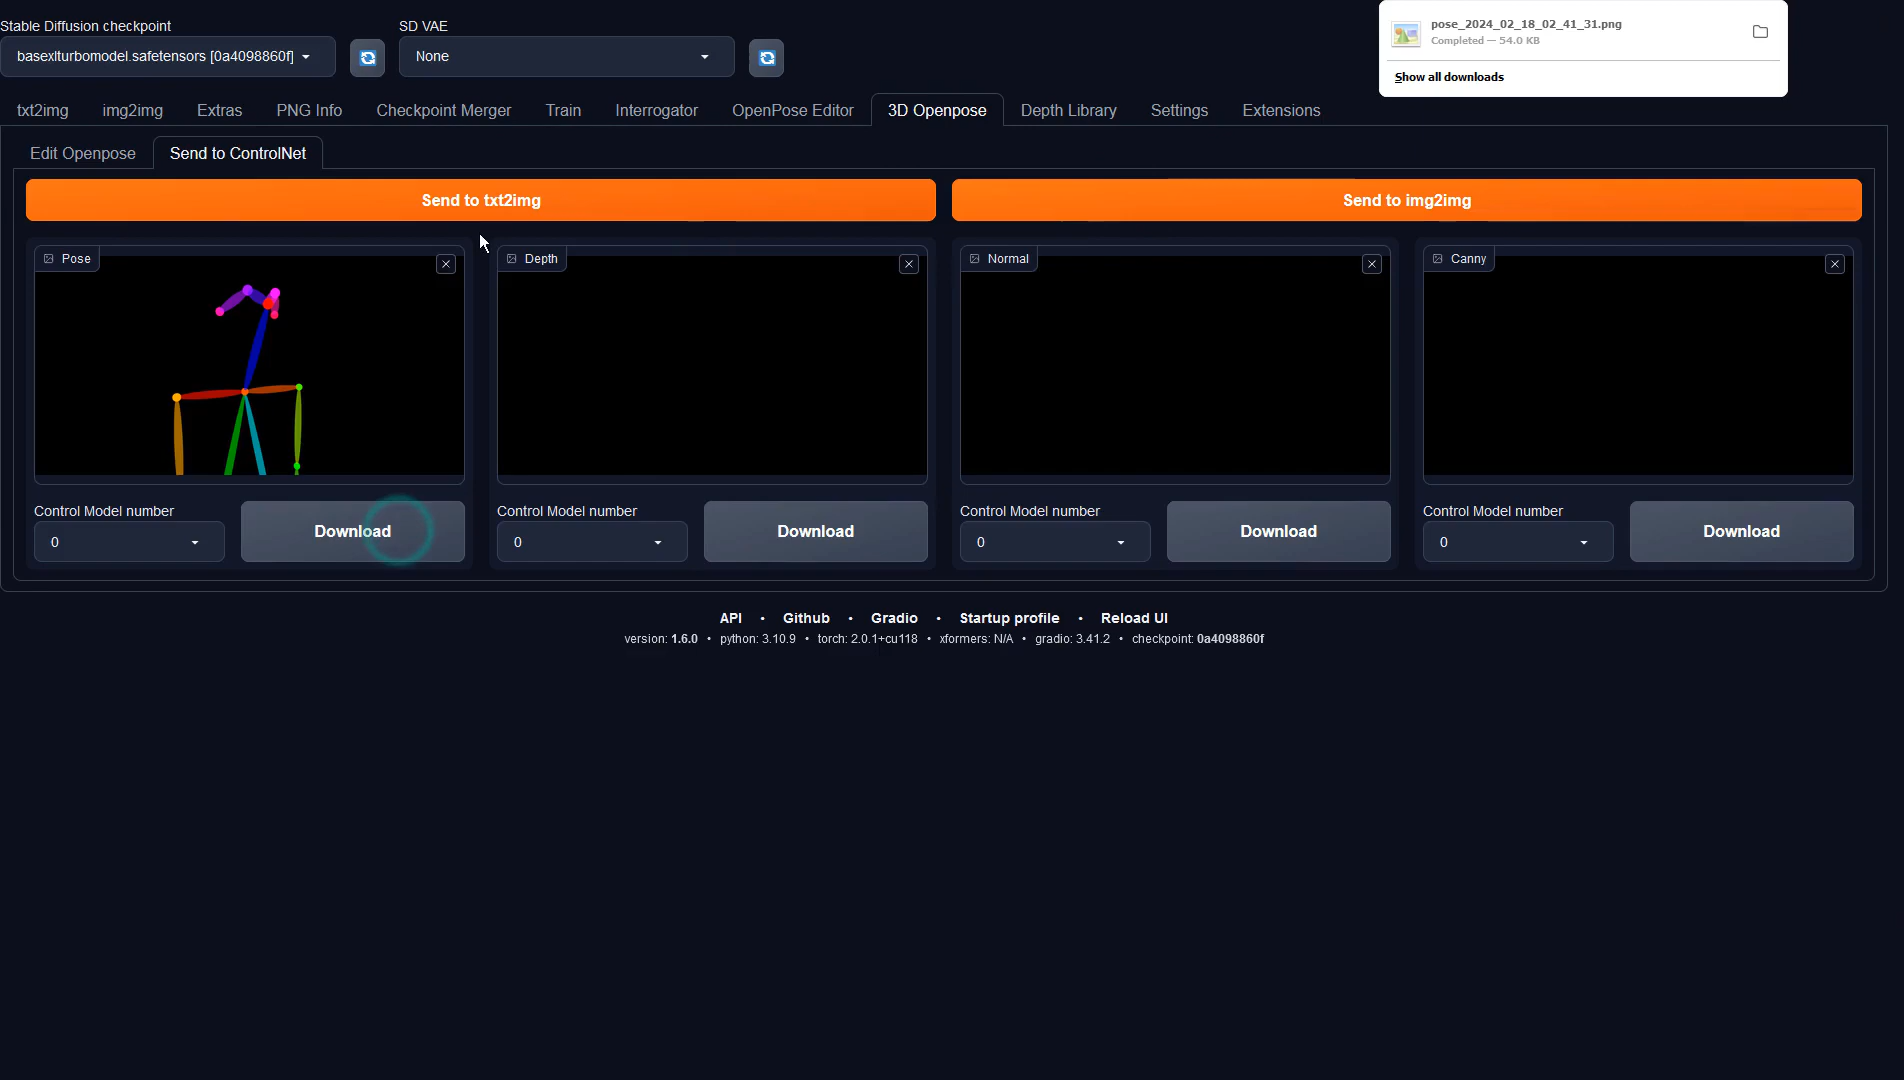 Stable Diffusion checkpoint
basexlturbomodel.safetensors [0a4098860f]
SD VAE
None
pose_2024_02_18_02_41_31.png
Completed — 54.0 KB
Show all downloads
txt2img
img2img
Extras
PNG Info
Checkpoint Merger
Train
Interrogator
OpenPose Editor
3D Openpose
Depth Library
Settings
Extensions
Edit Openpose
Send to ControlNet
Send to txt2img
Send to img2img
Pose
Depth
Normal
Canny
Control Model number
0
Download
Control Model number
0
Download
Control Model number
0
Download
Control Model number
0
Download
API • Github • Gradio • Startup profile • Reload UI
version: 1.6.0 • python: 3.10.9 • torch: 2.0.1+cu118 • xformers: N/A • gradio: 3.41.2 • checkpoint: 0a4098860f